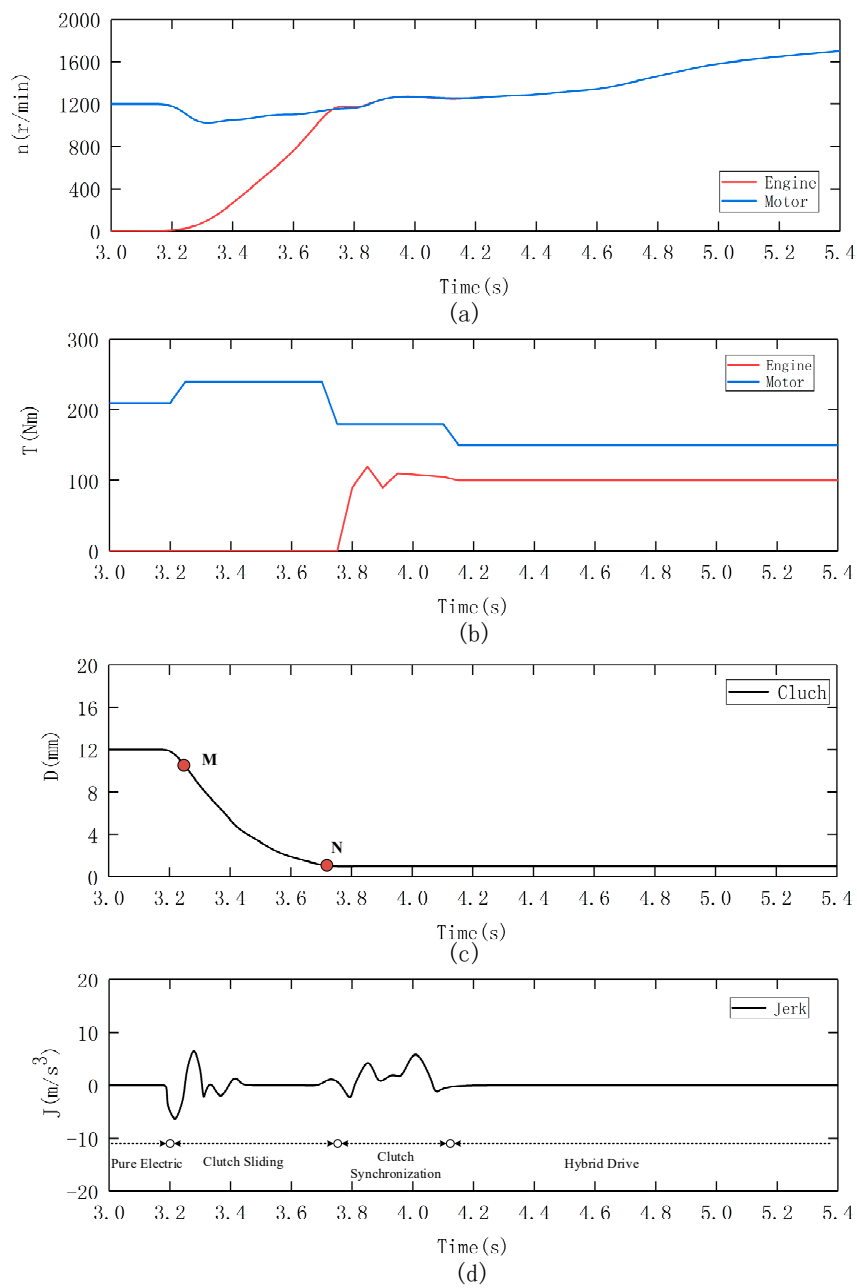 2000
1600
1200
800
400
0
n(r/min)
Engine
Motor
3.0 3.2 3.4 3.6 3.8 4.0 4.2 4.4 4.6 4.8 5.0 5.2 5.4
Time(s)
(a)
300
200
100
0
T(Nm)
Engine
Motor
3.0 3.2 3.4 3.6 3.8 4.0 4.2 4.4 4.6 4.8 5.0 5.2 5.4
Time(s)
(b)
20
16
12
8
4
0
D(mm)
Cluch
M
N
3.0 3.2 3.4 3.6 3.8 4.0 4.2 4.4 4.6 4.8 5.0 5.2 5.4
Time(s)
(c)
20
10
0
-10
-20
J(m/s³)
Jerk
Pure Electric
Clutch Sliding
Clutch
Synchronization
Hybrid Drive
3.0 3.2 3.4 3.6 3.8 4.0 4.2 4.4 4.6 4.8 5.0 5.2 5.4
Time(s)
(d)